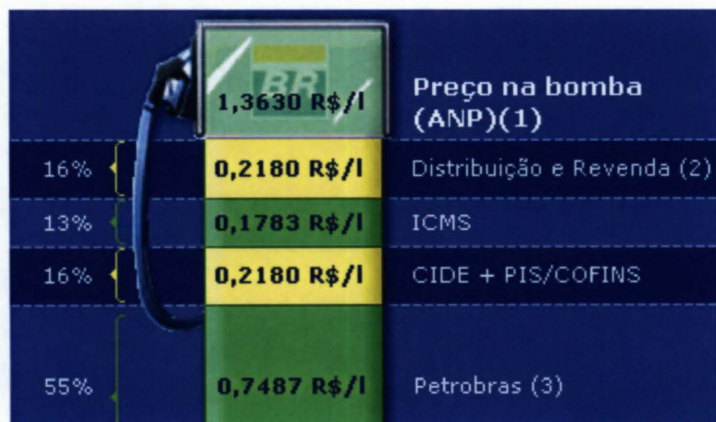 BR
1,3630 R$/l Preço na bomba
(ANP)(1)
16% 0,2180 R$/l Distribuição e Revenda (2)
13% 0,1783 R$/l ICMS
16% 0,2180 R$/l CIDE + PIS/COFINS
55% 0,7487 R$/l Petrobras (3)